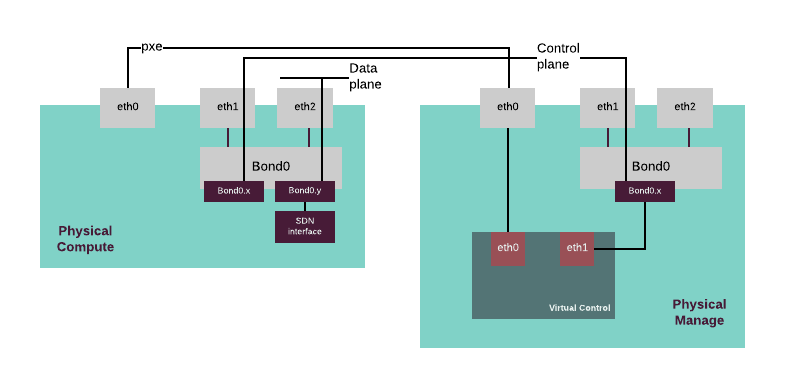 pxe
Control
plane
Data
plane
eth0
eth1
eth2
Bond0
Bond0.x
Bond0.y
SDN
interface
Physical
Compute
eth0
eth1
eth2
Bond0
Bond0.x
eth0
eth1
Virtual Control
Physical
Manage